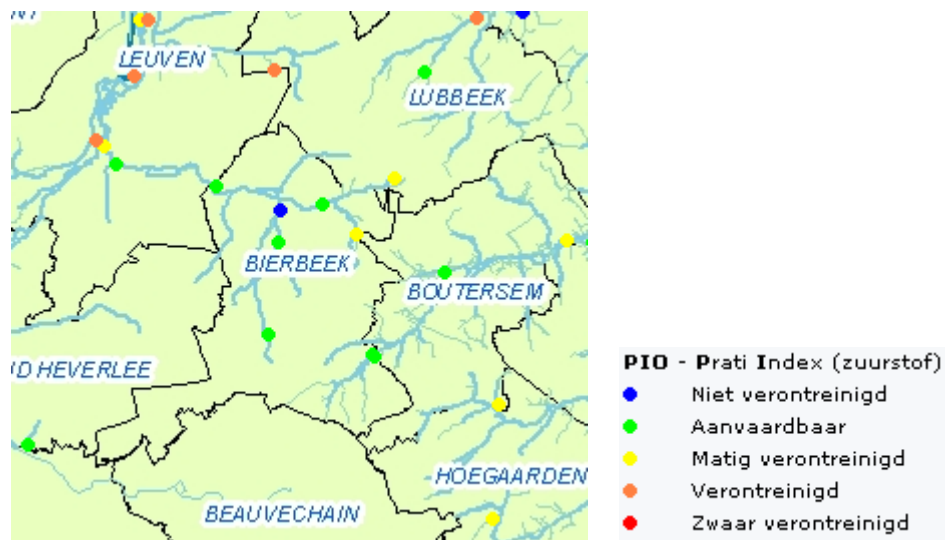 LEUVEN
LUBBEEK
BIERBEEK
BOUTERSEM
D HEVERLEE
HOEGAARDEN
BEAUVECHAIN
PIO - Prati Index (zuurstof)
Niet verontreinigd
Aanvaardbaar
Matig verontreinigd
Verontreinigd
Zwaar verontreinigd